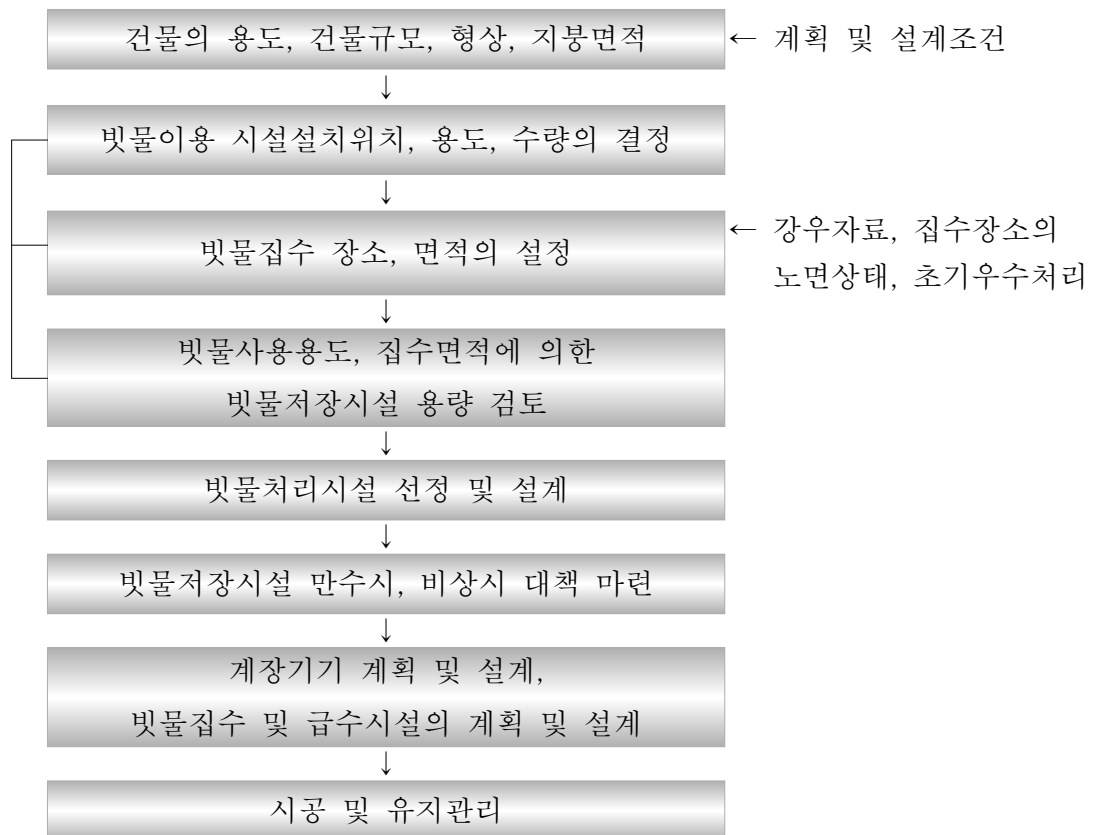 건물의 용도, 건물규모, 형상, 지붕면적 ← 계획 및 설계조건
↓
빗물이용 시설설치위치, 용도, 수량의 결정
↓
빗물집수 장소, 면적의 설정
← 강우자료, 집수장소의
노면상태, 초기우수처리
빗물사용용도, 집수면적에 의한
빗물저장시설 용량 검토
↓
빗물처리시설 선정 및 설계
↓
빗물저장시설 만수시, 비상시 대책 마련
↓
계장기기 계획 및 설계,
빗물집수 및 급수시설의 계획 및 설계
↓
시공 및 유지관리